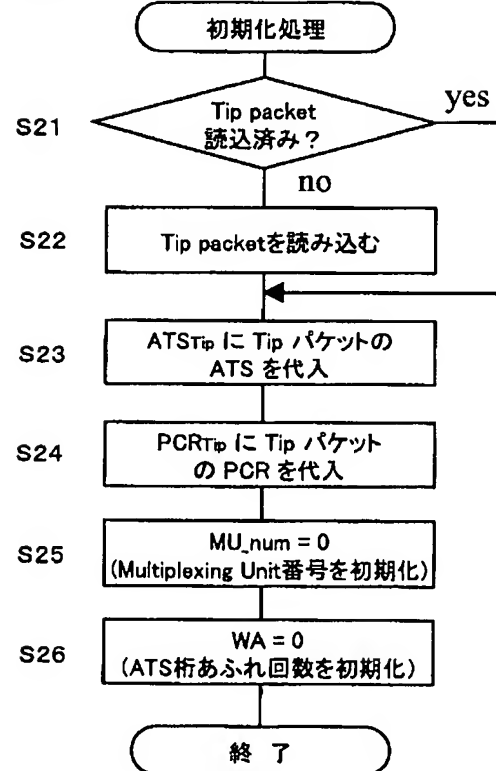 初期化処理
S21
Tip packet
読込済み?
yes
no
S22
Tip packetを読み込む
S23
ATSTip に Tip パケットの
ATS を代入
S24
PCRTip に Tip パケット
の PCR を代入
S25
MU_num = 0
(Multiplexing Unit番号を初期化)
S26
WA = 0
(ATS桁あふれ回数を初期化)
終 了